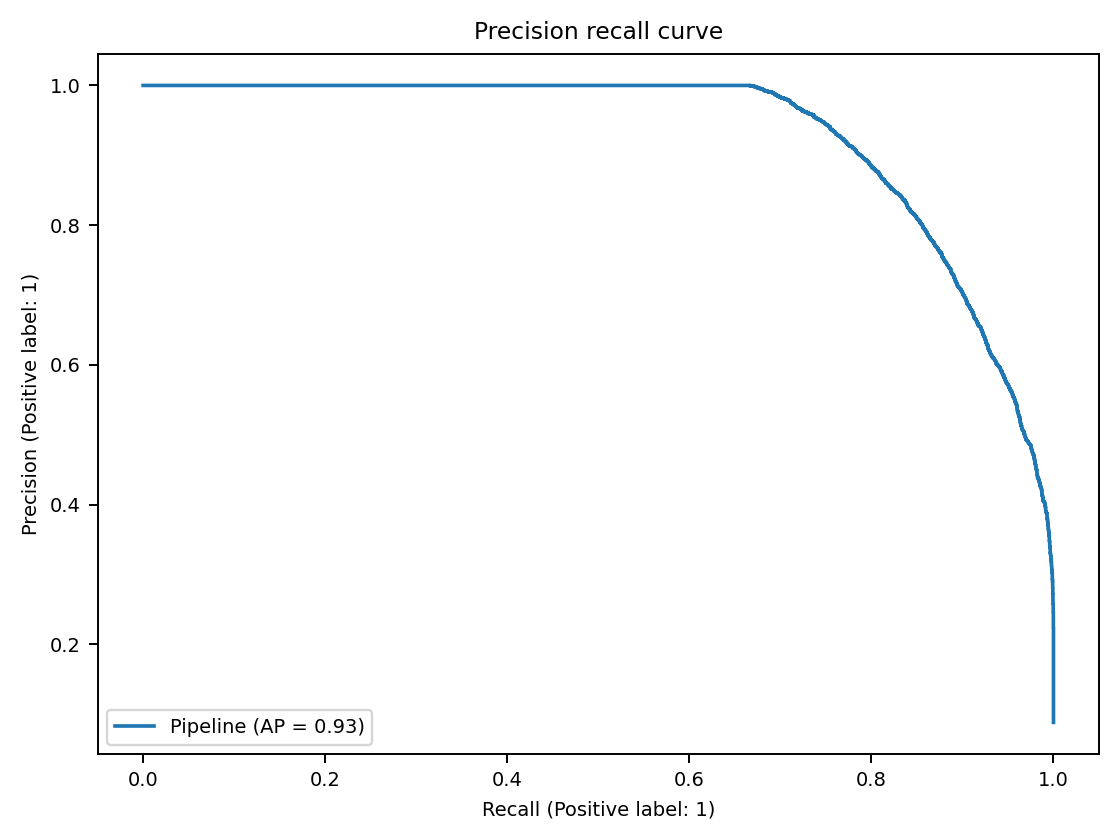 Precision recall curve
1.0
0.8
0.6
0.4
0.2
Precision (Positive label: 1)
Pipeline (AP = 0.93)
0.0
0.2
0.4
0.6
0.8
1.0
Recall (Positive label: 1)